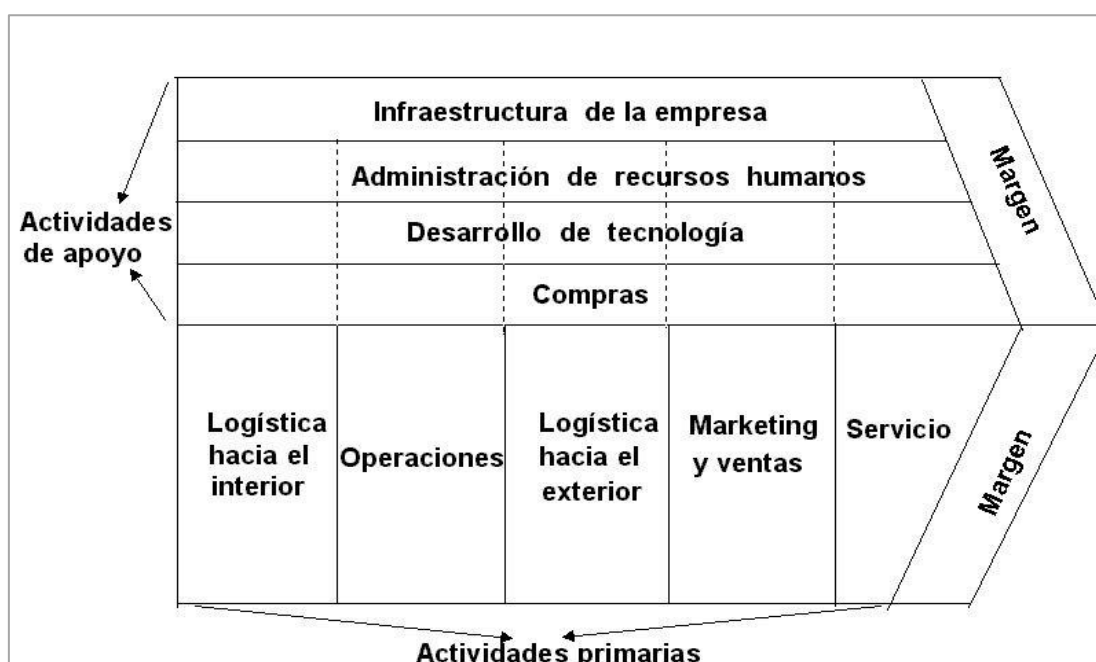 Infraestructura de la empresa
Administración de recursos humanos
Desarrollo de tecnología
Compras
Actividades
de apoyo
Margen
Logística
hacia el
interior
Operaciones
Logística
hacia el
exterior
Marketing
y ventas
Servicio
Margen
Actividades primarias